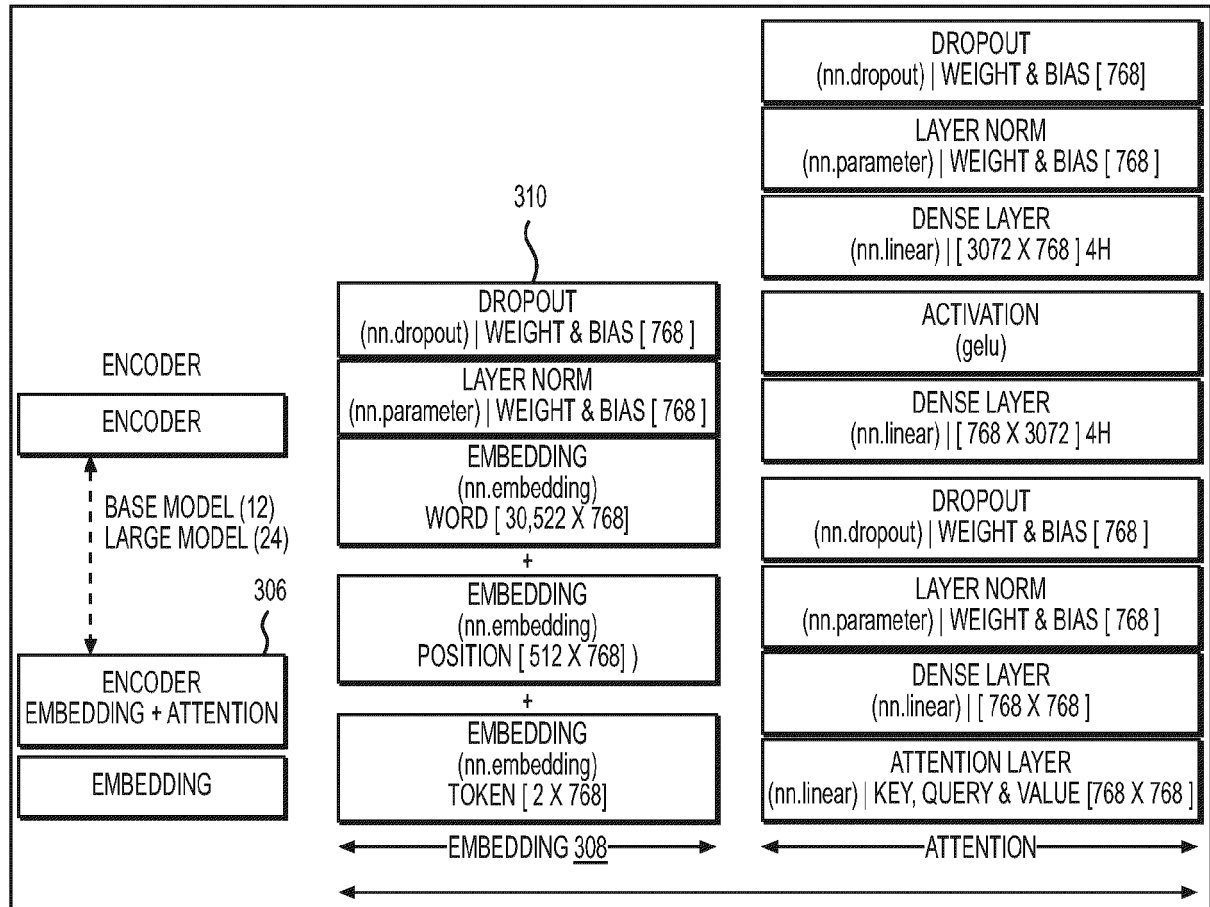 ENCODER
ENCODER
BASE MODEL (12)
LARGE MODEL (24)
306
ENCODER
EMBEDDING + ATTENTION
EMBEDDING
310
DROPOUT
(nn.dropout) | WEIGHT & BIAS [ 768 ]
LAYER NORM
(nn.parameter) | WEIGHT & BIAS [ 768 ]
EMBEDDING
(nn.embedding)
WORD [ 30,522 X 768]
+
EMBEDDING
(nn.embedding)
POSITION [ 512 X 768] )
+
EMBEDDING
(nn.embedding)
TOKEN [ 2 X 768]
EMBEDDING 308
DROPOUT
(nn.dropout) | WEIGHT & BIAS [ 768]
LAYER NORM
(nn.parameter) | WEIGHT & BIAS [ 768 ]
DENSE LAYER
(nn.linear) | [ 3072 X 768 ] 4H
ACTIVATION
(gelu)
DENSE LAYER
(nn.linear) | [ 768 X 3072 ] 4H
DROPOUT
(nn.dropout) | WEIGHT & BIAS [ 768 ]
LAYER NORM
(nn.parameter) | WEIGHT & BIAS [ 768 ]
DENSE LAYER
(nn.linear) | [ 768 X 768 ]
ATTENTION LAYER
(nn.linear) | KEY, QUERY & VALUE [768 X 768 ]
ATTENTION